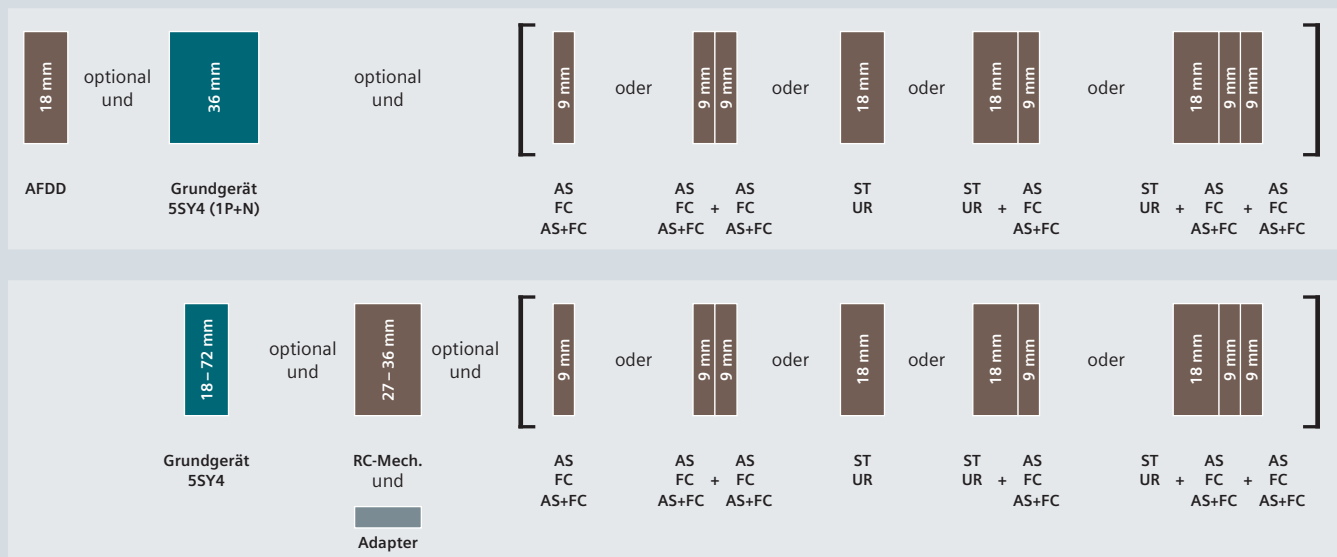 18 mm
optional
und
36 mm
optional
und
9 mm
oder
9 mm
9 mm
oder
18 mm
oder
18 mm
9 mm
oder
18 mm
9 mm
9 mm
AFDD
Grundgerät
5SY4 (1P+N)
AS
FC
AS+FC
AS AS
FC + FC
AS+FC AS+FC
ST
UR
ST AS
UR + FC
AS+FC
ST AS AS
UR + FC + FC
AS+FC AS+FC
18 – 72 mm
optional
und
27 – 36 mm
optional
und
9 mm
oder
9 mm
9 mm
oder
18 mm
oder
18 mm
9 mm
oder
18 mm
9 mm
9 mm
Grundgerät
5SY4
RC-Mech.
und
Adapter
AS
FC
AS+FC
AS AS
FC + FC
AS+FC AS+FC
ST
UR
ST AS
UR + FC
AS+FC
ST AS AS
UR + FC + FC
AS+FC AS+FC